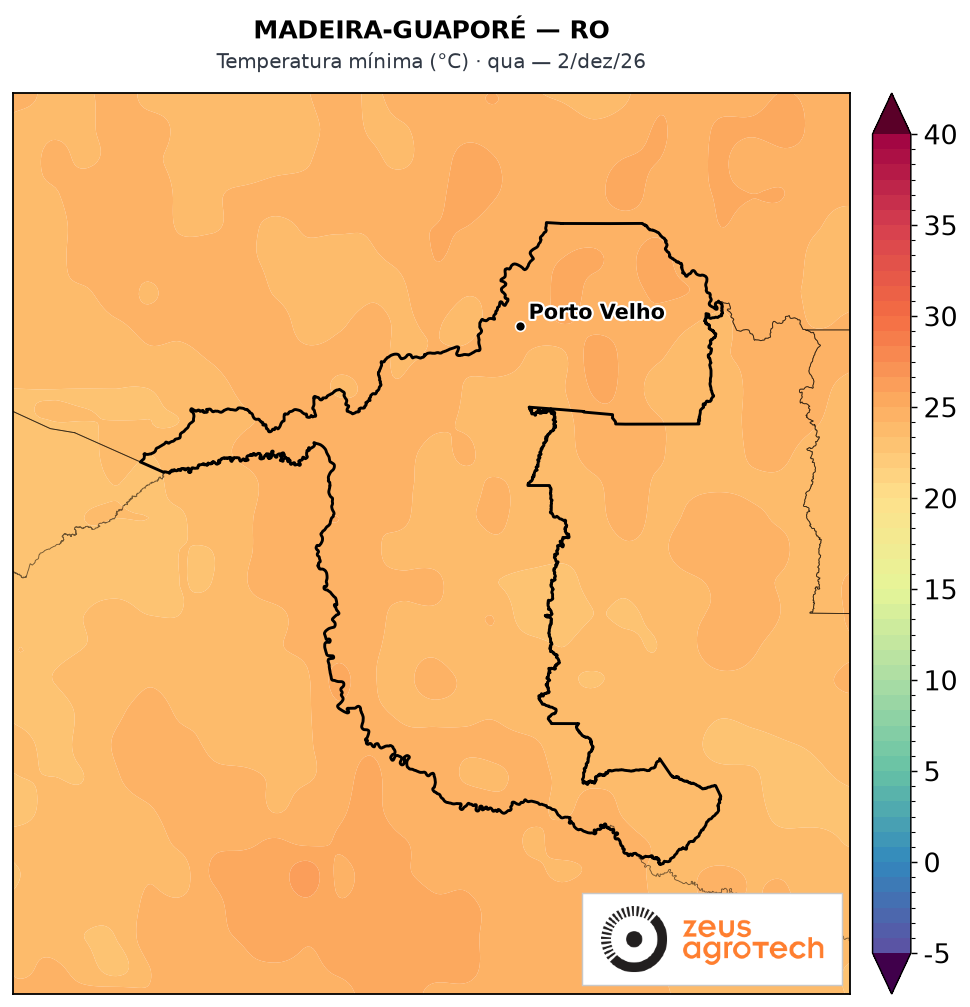 MADEIRA-GUAPORÉ — RO
Temperatura mínima (°C) · qua — 2/dez/26
40
35
30
Porto Velho
25
20
15
10
5
0
-5
zeus
agrotech